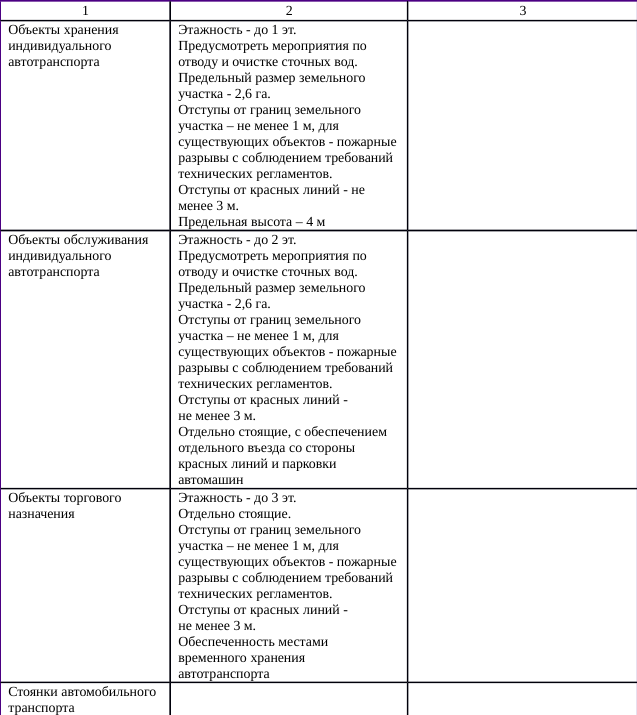 1
2
3
Объекты хранения
индивидуального
автотранспорта
Этажность - до 1 эт.
Предусмотреть мероприятия по
отводу и очистке сточных вод.
Предельный размер земельного
участка - 2,6 га.
Отступы от границ земельного
участка – не менее 1 м, для
существующих объектов - пожарные
разрывы с соблюдением требований
технических регламентов.
Отступы от красных линий - не
менее 3 м.
Предельная высота – 4 м
Объекты обслуживания
индивидуального
автотранспорта
Этажность - до 2 эт.
Предусмотреть мероприятия по
отводу и очистке сточных вод.
Предельный размер земельного
участка - 2,6 га.
Отступы от границ земельного
участка – не менее 1 м, для
существующих объектов - пожарные
разрывы с соблюдением требований
технических регламентов.
Отступы от красных линий -
не менее 3 м.
Отдельно стоящие, с обеспечением
отдельного въезда со стороны
красных линий и парковки
автомашин
Объекты торгового
назначения
Этажность - до 3 эт.
Отдельно стоящие.
Отступы от границ земельного
участка – не менее 1 м, для
существующих объектов - пожарные
разрывы с соблюдением требований
технических регламентов.
Отступы от красных линий -
не менее 3 м.
Обеспеченность местами
временного хранения
автотранспорта
Стоянки автомобильного
транспорта